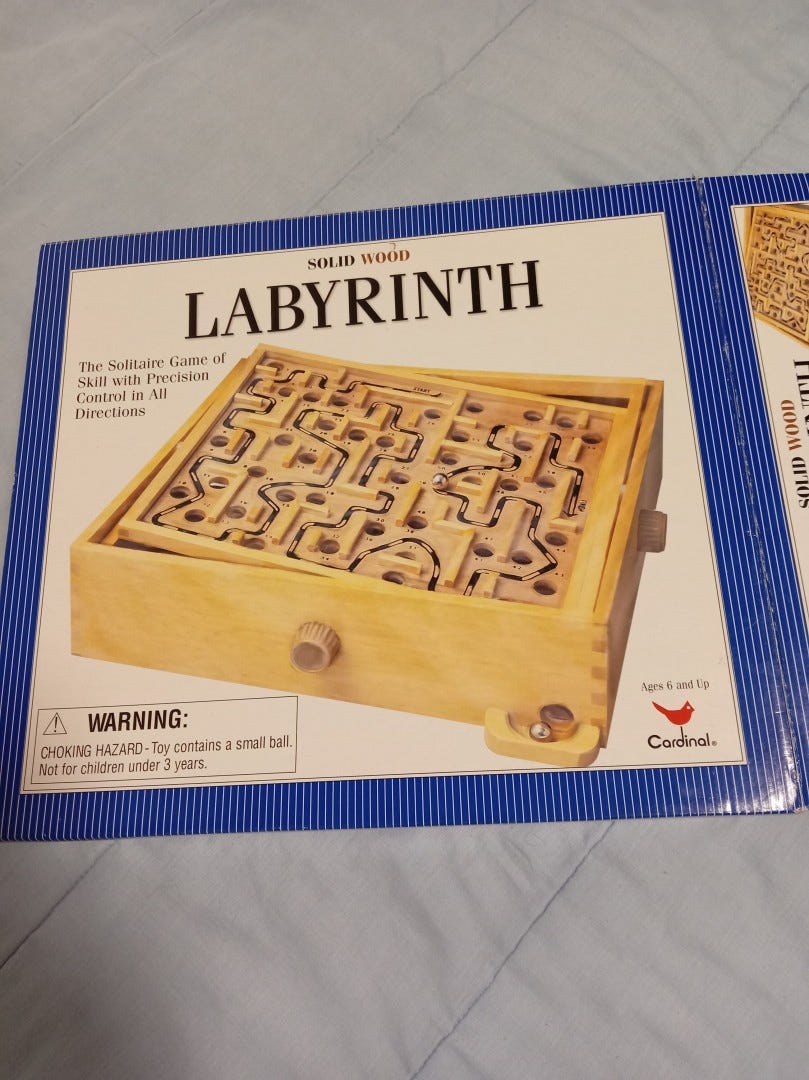 SOLID WOOD
LABYRINTH
The Solitaire Game of
Skill with Precision
Control in All
Directions
START
WARNING:
CHOKING HAZARD - Toy contains a small ball.
Not for children under 3 years.
Ages 6 and Up
Cardinal®
SOLID WOOD